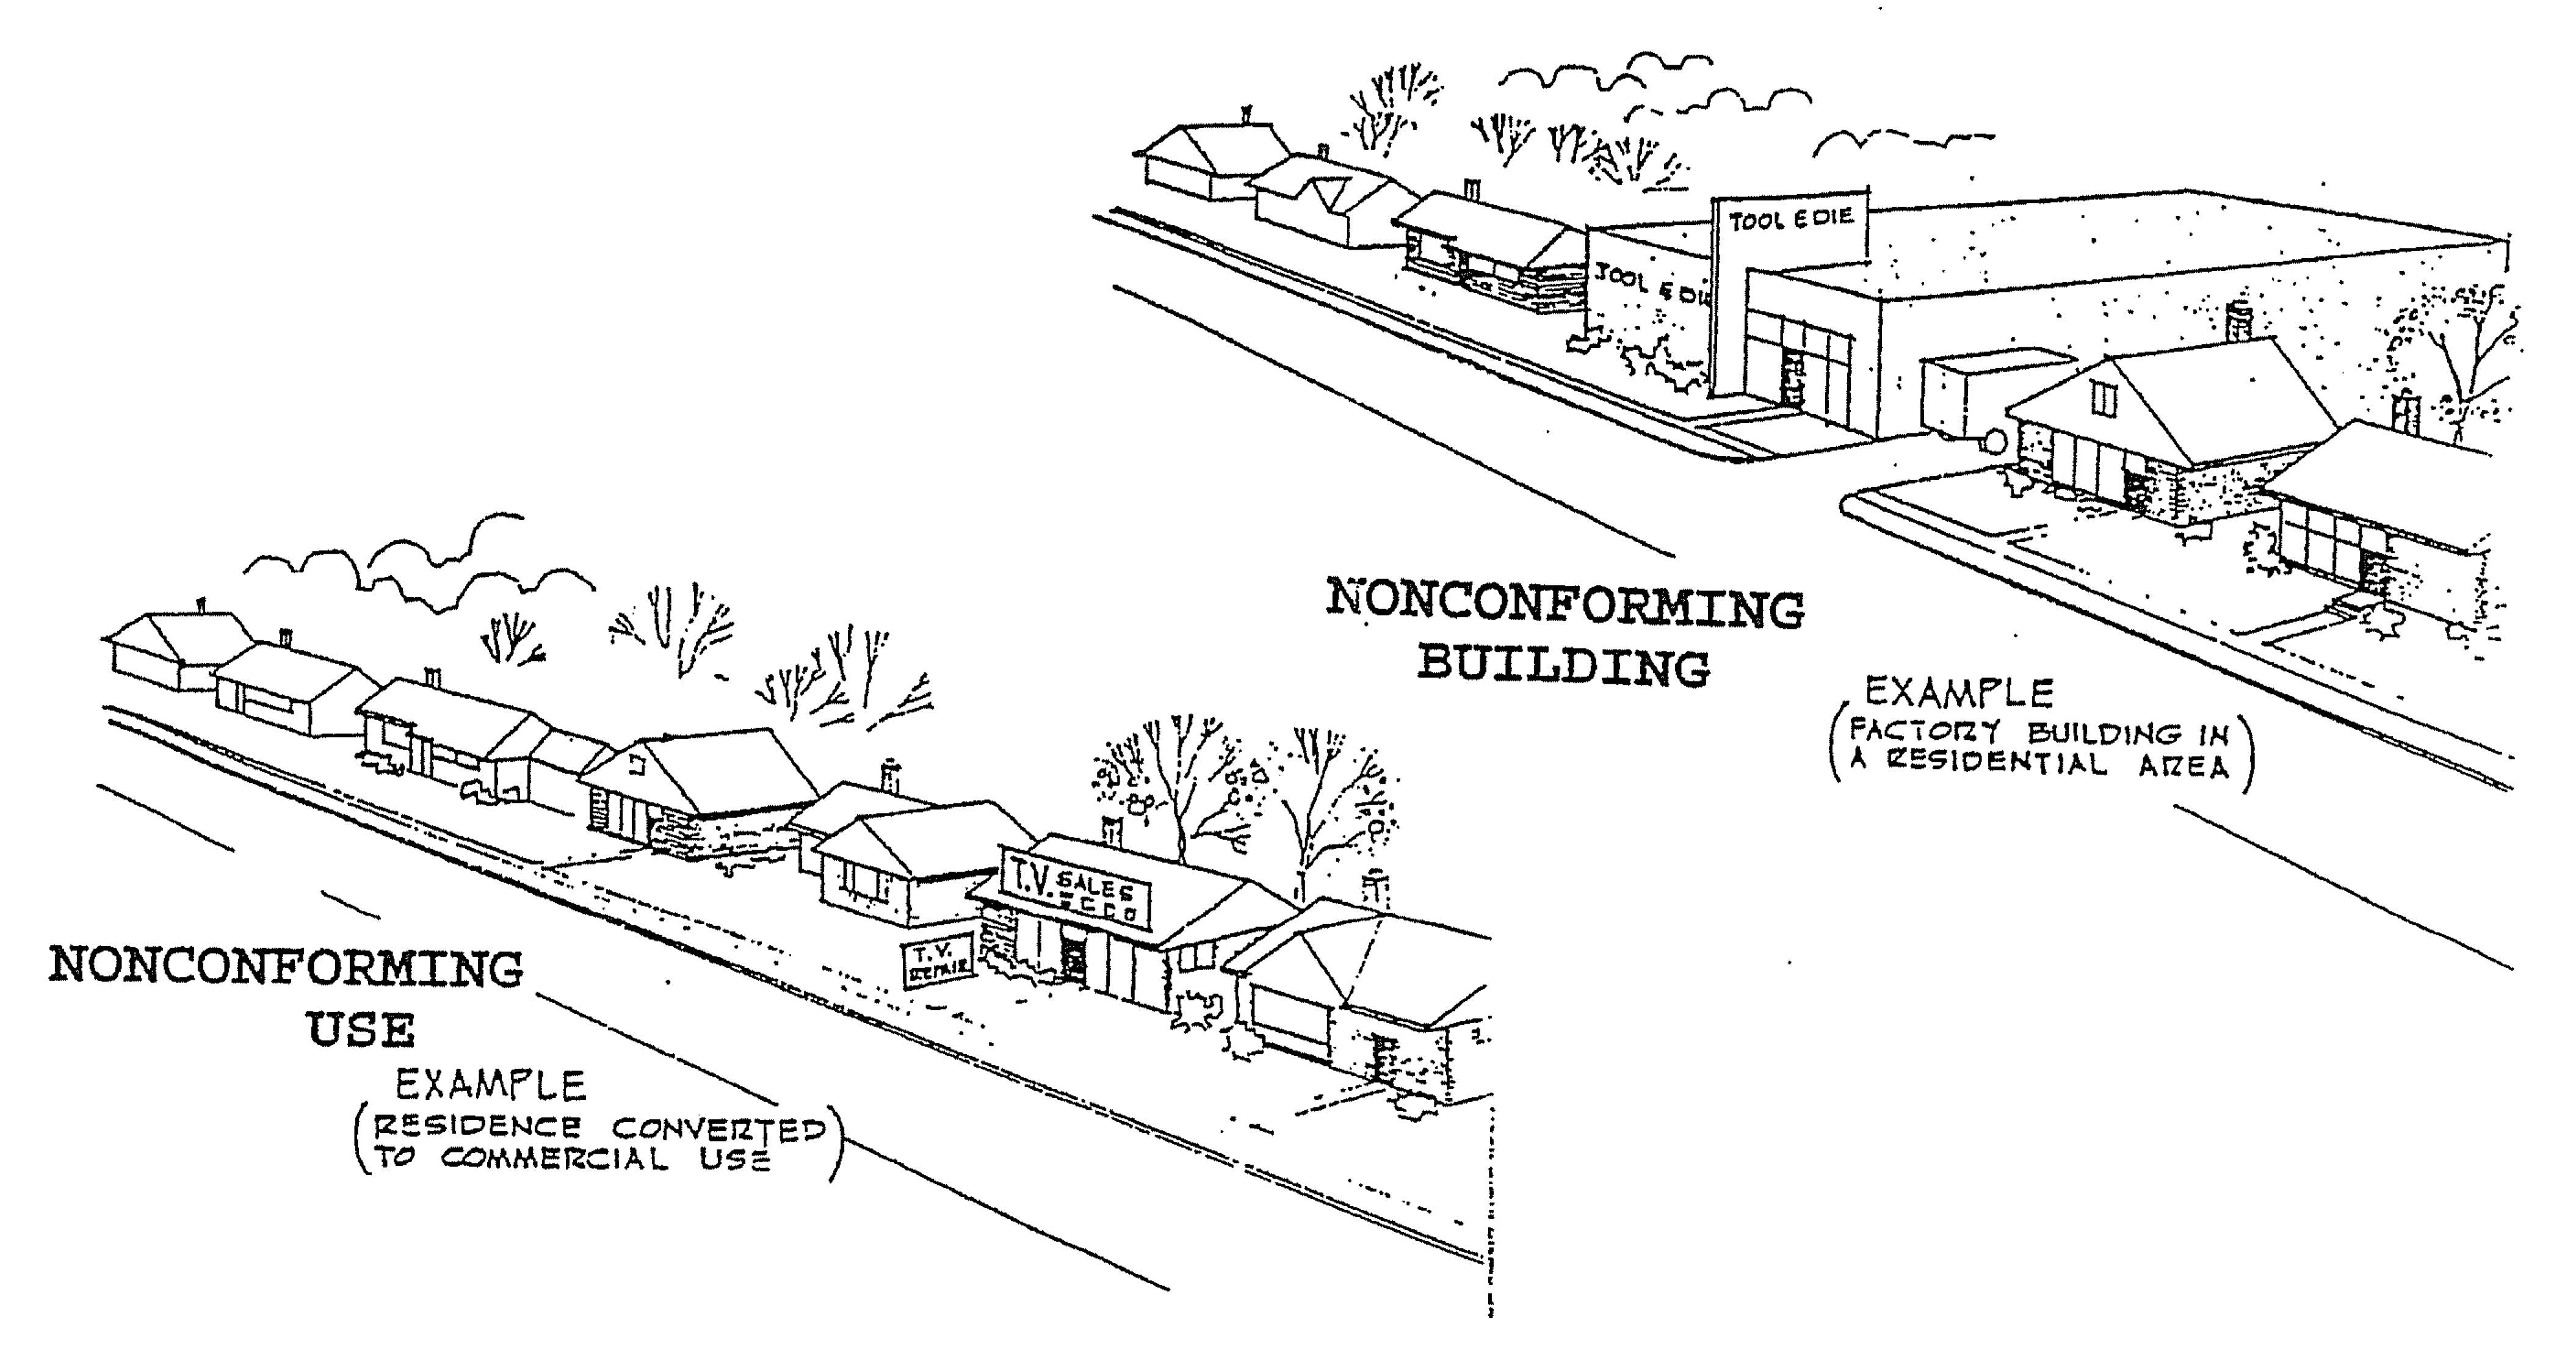 TOOL & DIE
TOOL & DI
NONCONFORMING
BUILDING
EXAMPLE
(FACTORY BUILDING IN
A RESIDENTIAL AREA)
T.V. SALES
T.V.
REPAIR
NONCONFORMING
USE
EXAMPLE
(RESIDENCE CONVERTED
TO COMMERCIAL USE)